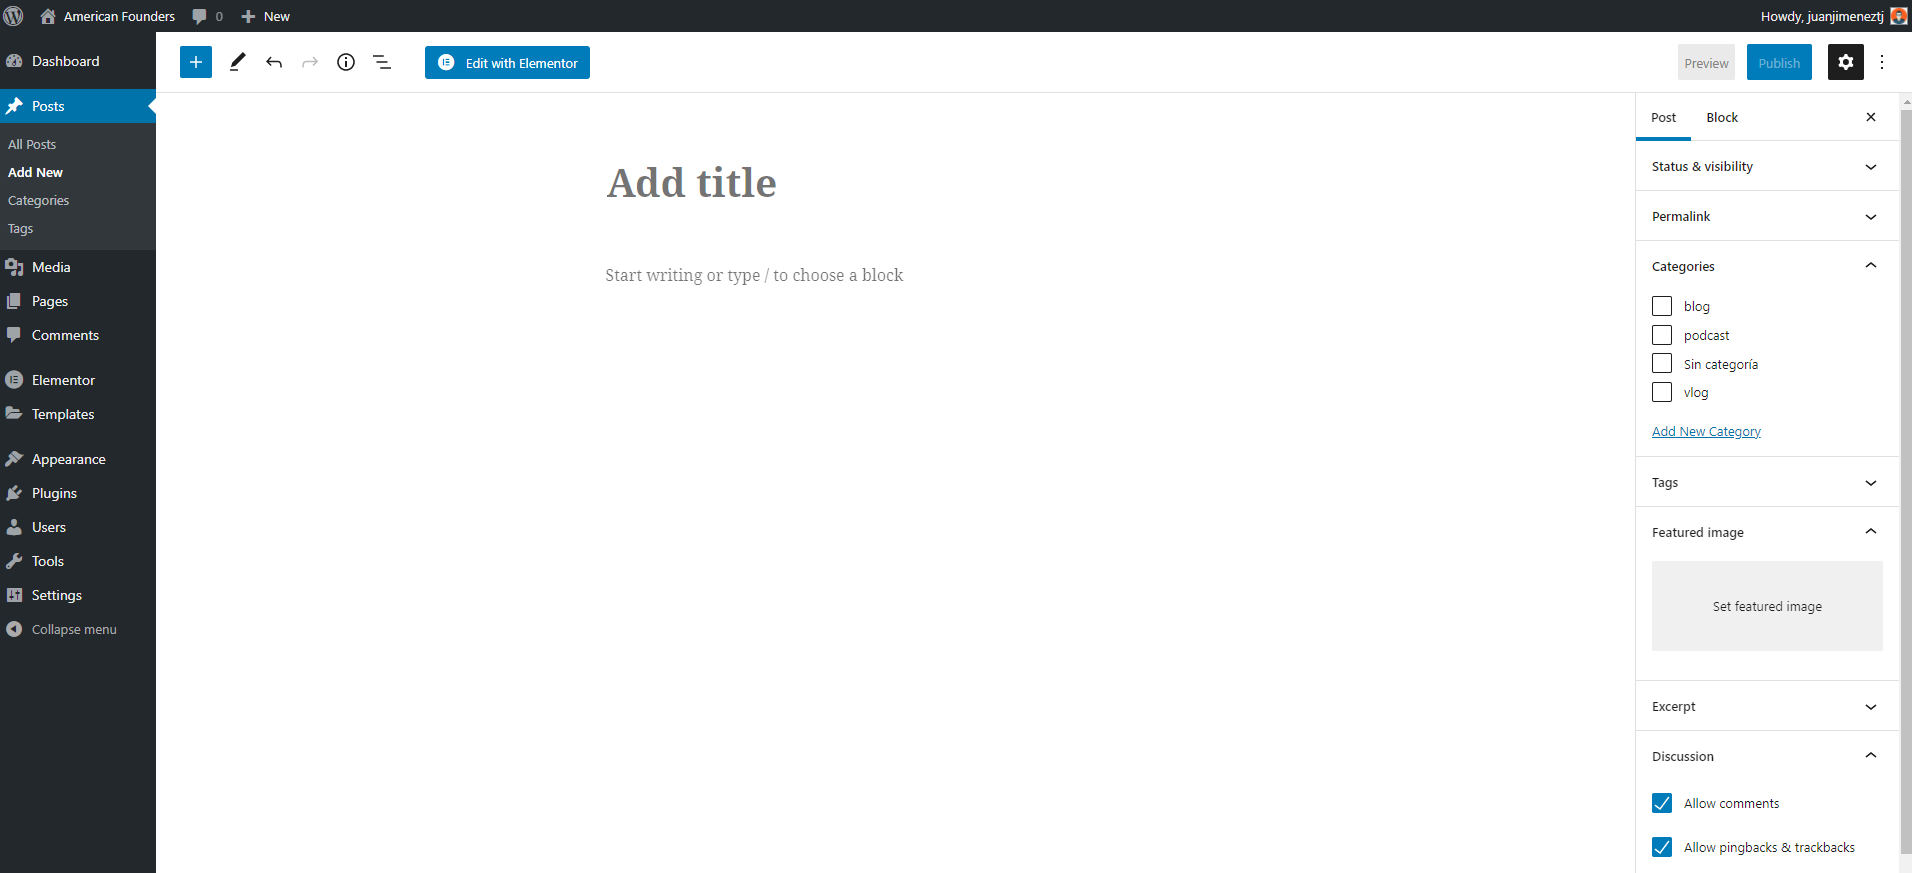 American Founders 0 New Howdy, juanjimeneztj
Dashboard
Posts
All Posts
Add New
Categories
Tags
Media
Pages
Comments
Elementor
Templates
Appearance
Plugins
Users
Tools
Settings
Collapse menu
Edit with Elementor
Preview Publish
Add title
Start writing or type / to choose a block
Post Block
Status & visibility
Permalink
Categories
blog
podcast
Sin categoría
vlog
Add New Category
Tags
Featured image
Set featured image
Excerpt
Discussion
Allow comments
Allow pingbacks & trackbacks